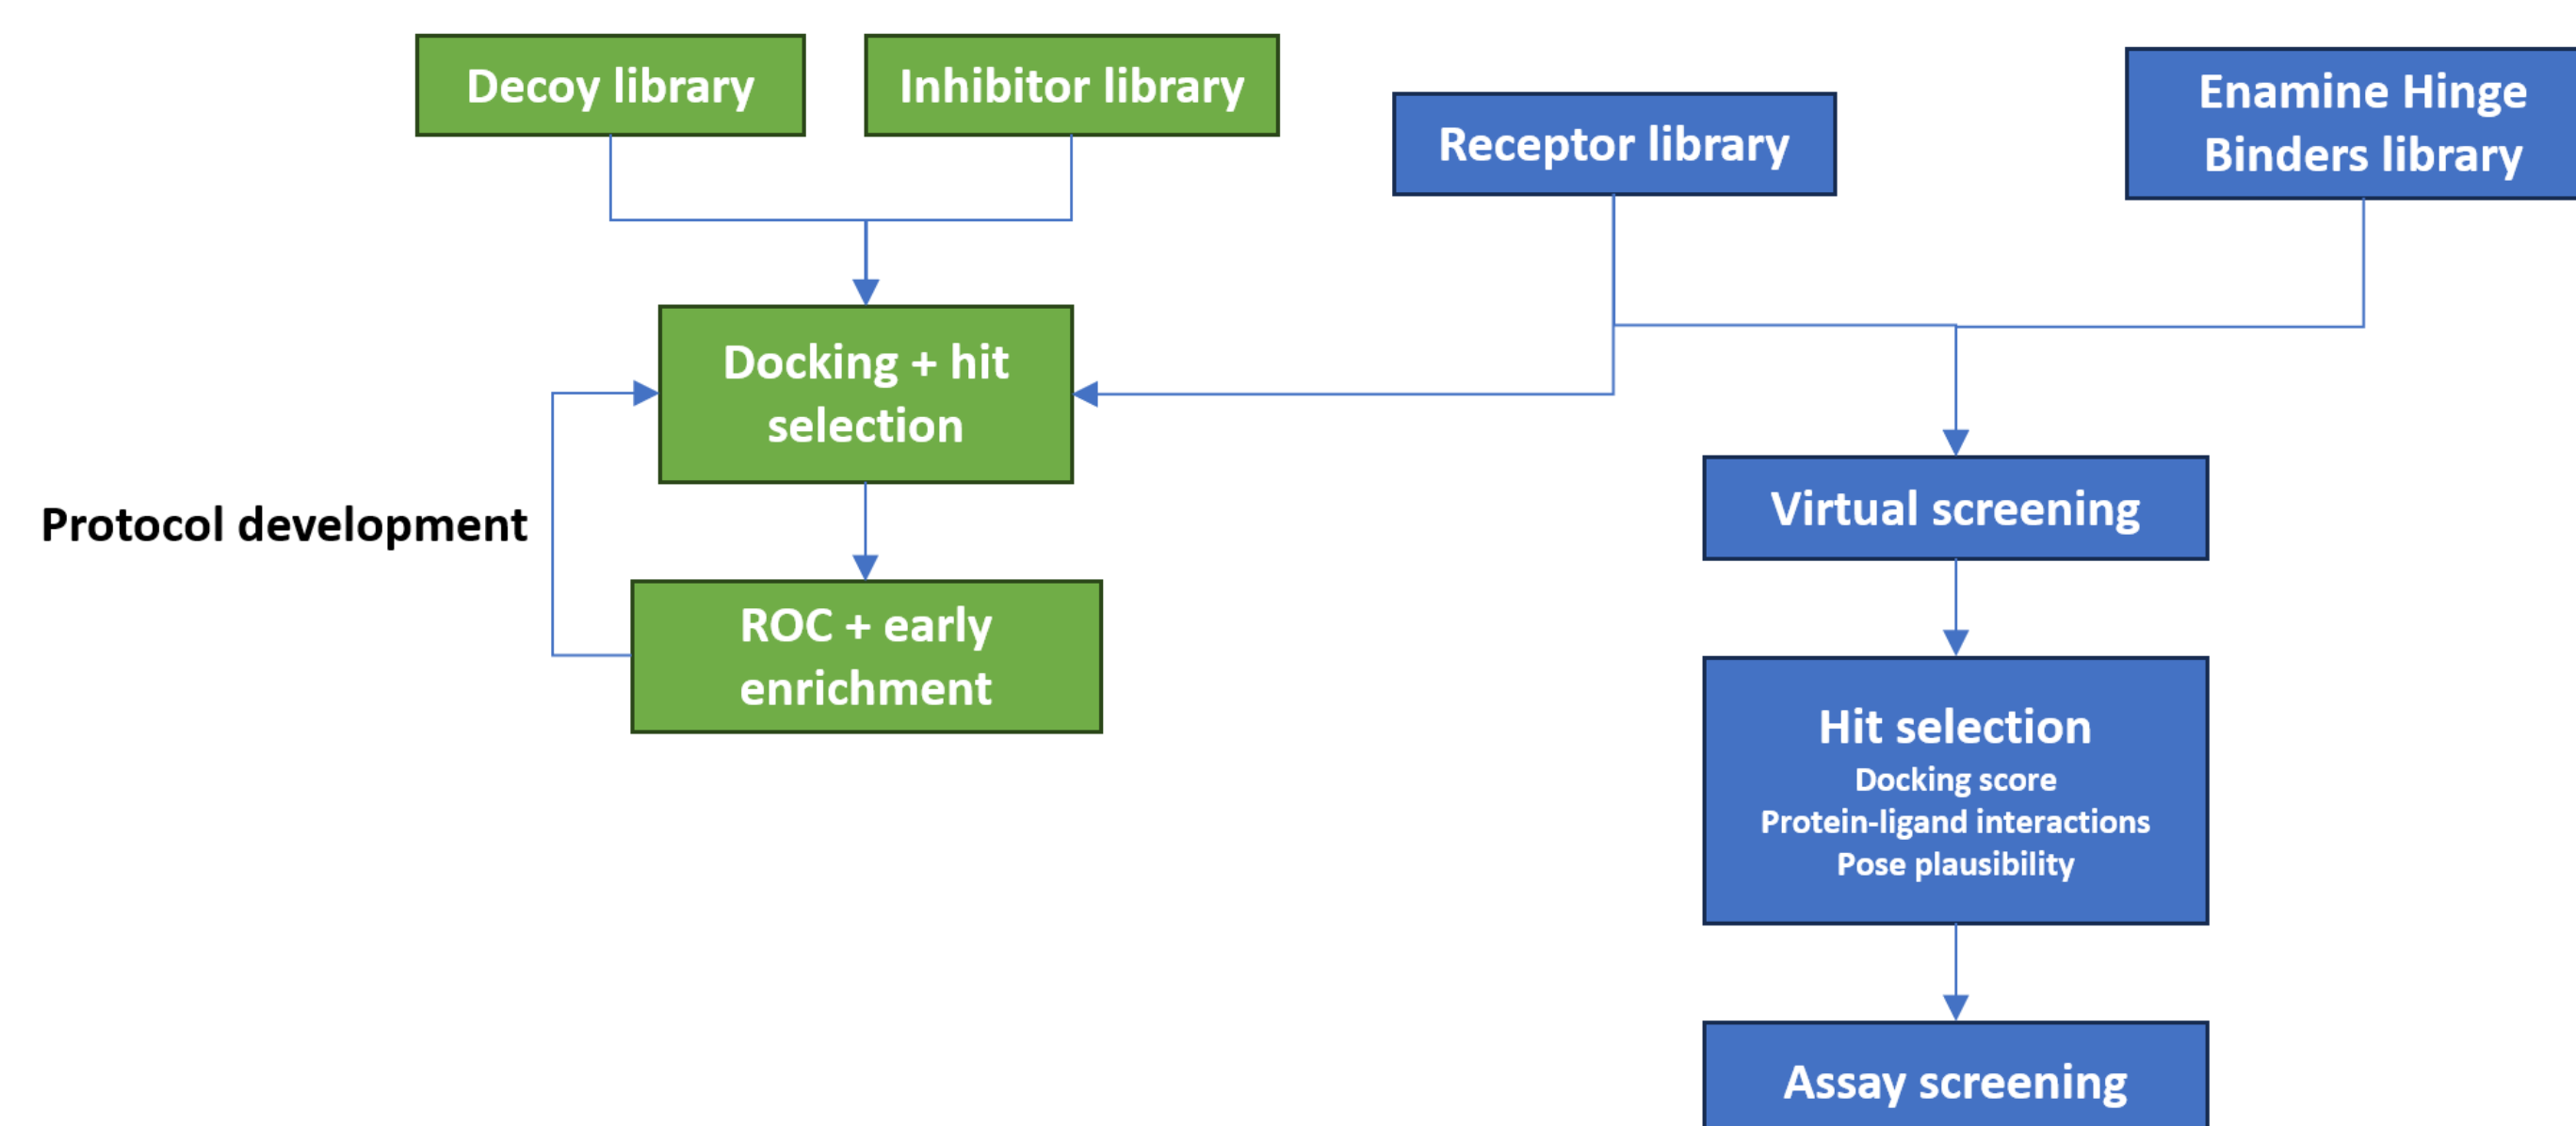 Decoy library
Inhibitor library
Receptor library
Enamine Hinge
Binders library
Docking + hit
selection
Protocol development
ROC + early
enrichment
Virtual screening
Hit selection
Docking score
Protein-ligand interactions
Pose plausibility
Assay screening